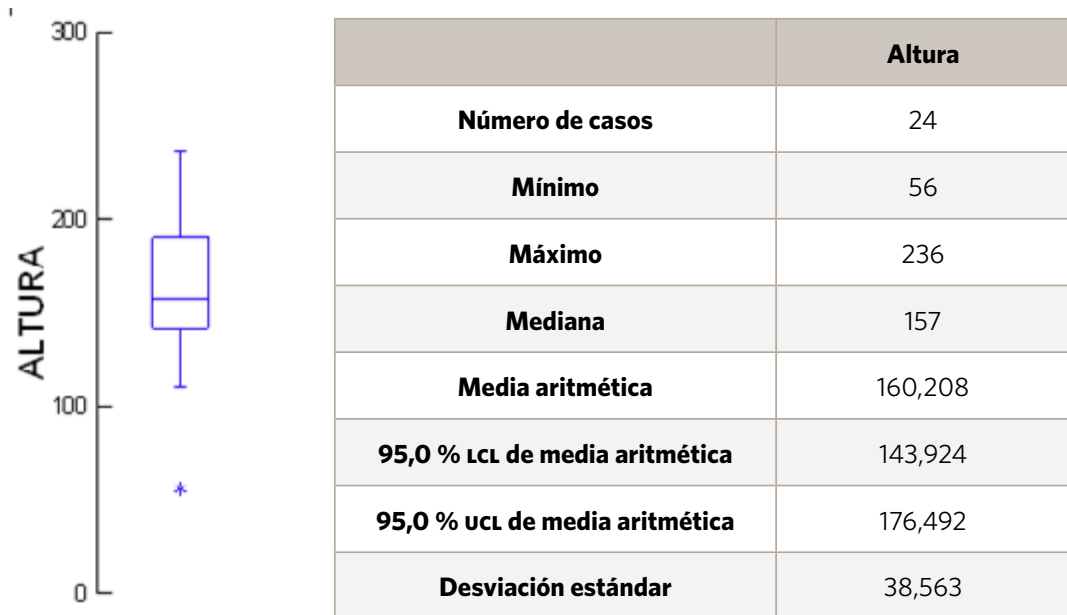 300
200
100
0
ALTURA
Altura
Número de casos 24
Mínimo 56
Máximo 236
Mediana 157
Media aritmética 160,208
95,0 % LCL de media aritmética 143,924
95,0 % UCL de media aritmética 176,492
Desviación estándar 38,563